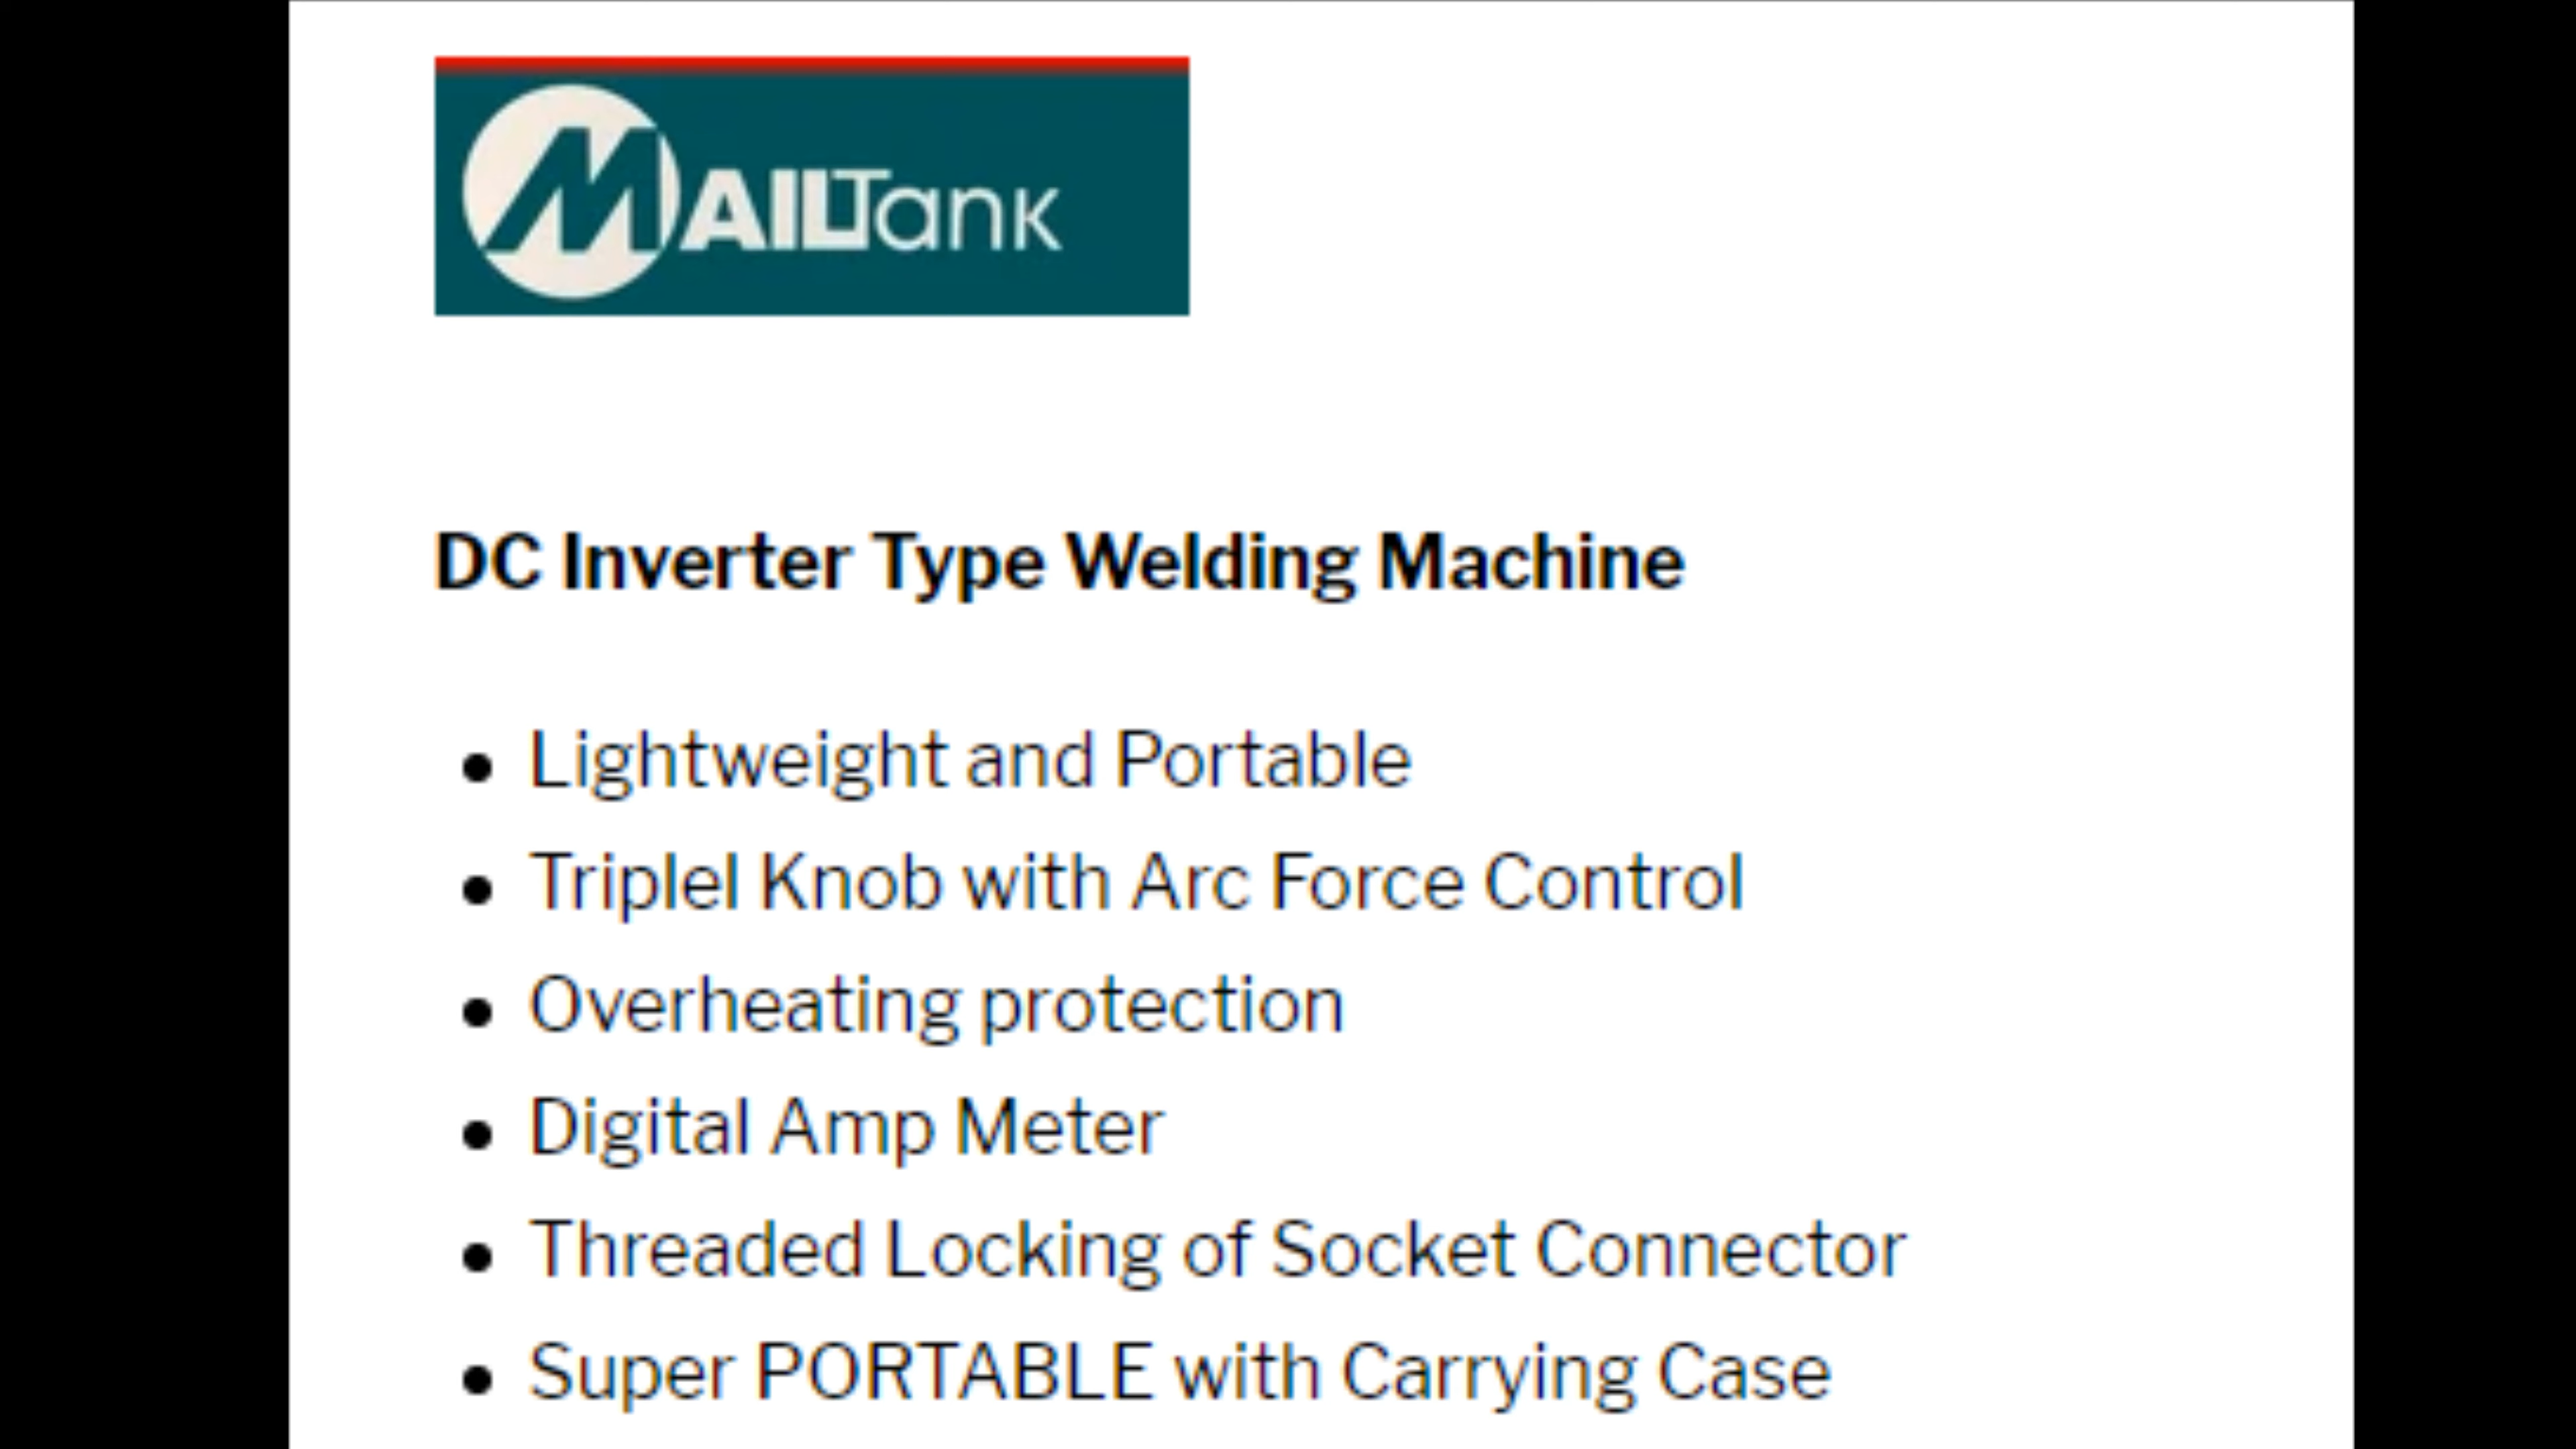 MAILTank
DC Inverter Type Welding Machine
• Lightweight and Portable
• Triplel Knob with Arc Force Control
• Overheating protection
• Digital Amp Meter
• Threaded Locking of Socket Connector
• Super PORTABLE with Carrying Case